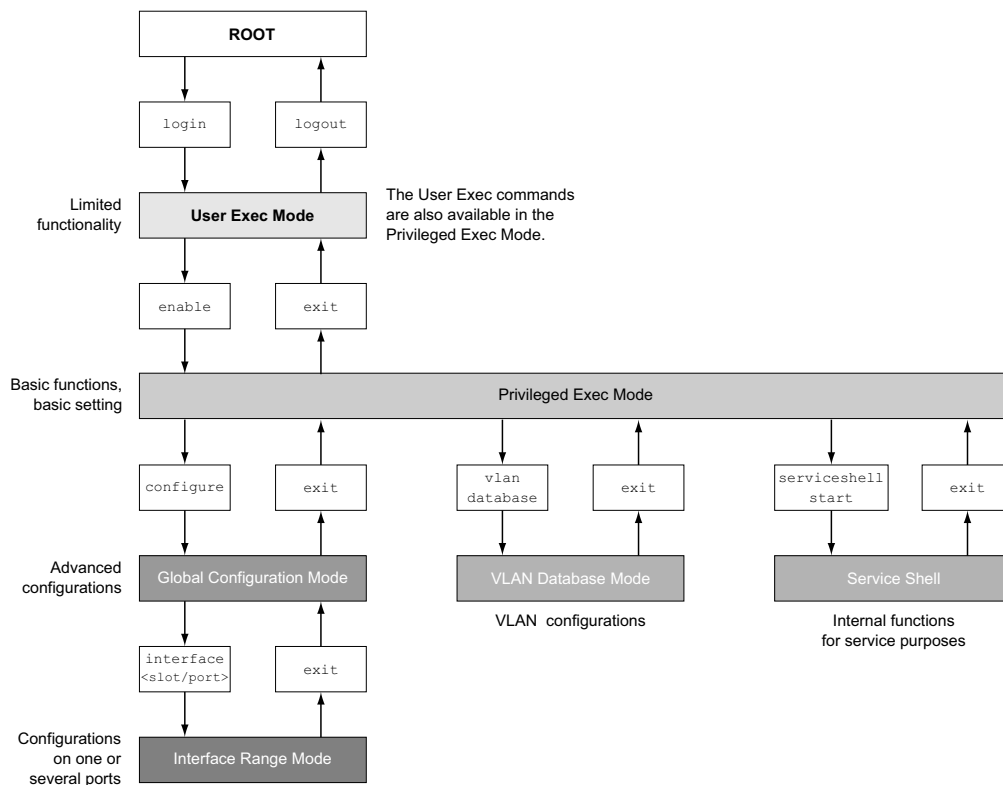 ROOT
login
logout
Limited
functionality
User Exec Mode
The User Exec commands
are also available in the
Privileged Exec Mode.
enable
exit
Basic functions,
basic setting
Privileged Exec Mode
configure
exit
vlan
database
exit
serviceshell
start
exit
Advanced
configurations
Global Configuration Mode
VLAN Database Mode
Service Shell
VLAN configurations
Internal functions
for service purposes
interface
<slot/port>
exit
Configurations
on one or
several ports
Interface Range Mode